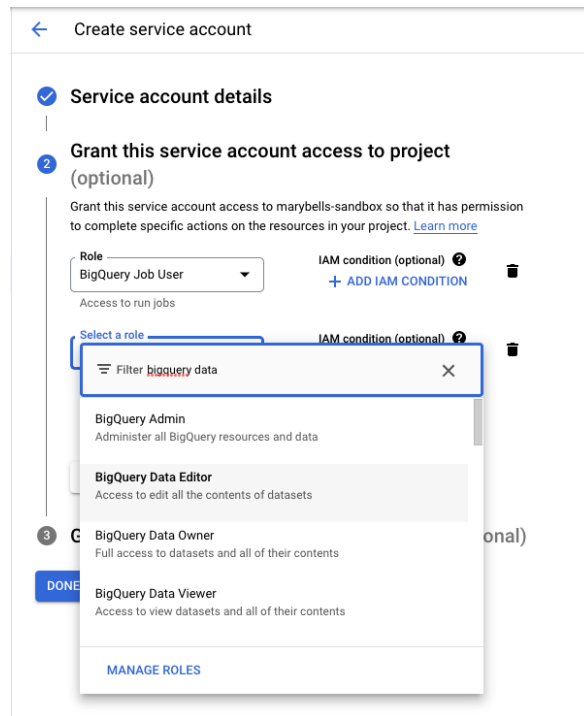 Create service account
Service account details
2
Grant this service account access to project
(optional)
Grant this service account access to marybells-sandbox so that it has permission
to complete specific actions on the resources in your project. Learn more
Role
BigQuery Job User
IAM condition (optional) ?
+ ADD IAM CONDITION
Access to run jobs
Select a role
IAM condition (optional) ?
Filter bigquery data
BigQuery Admin
Administer all BigQuery resources and data
BigQuery Data Editor
Access to edit all the contents of datasets
BigQuery Data Owner
Full access to datasets and all of their contents
BigQuery Data Viewer
Access to view datasets and all of their contents
MANAGE ROLES
3
G
onal)
DONE